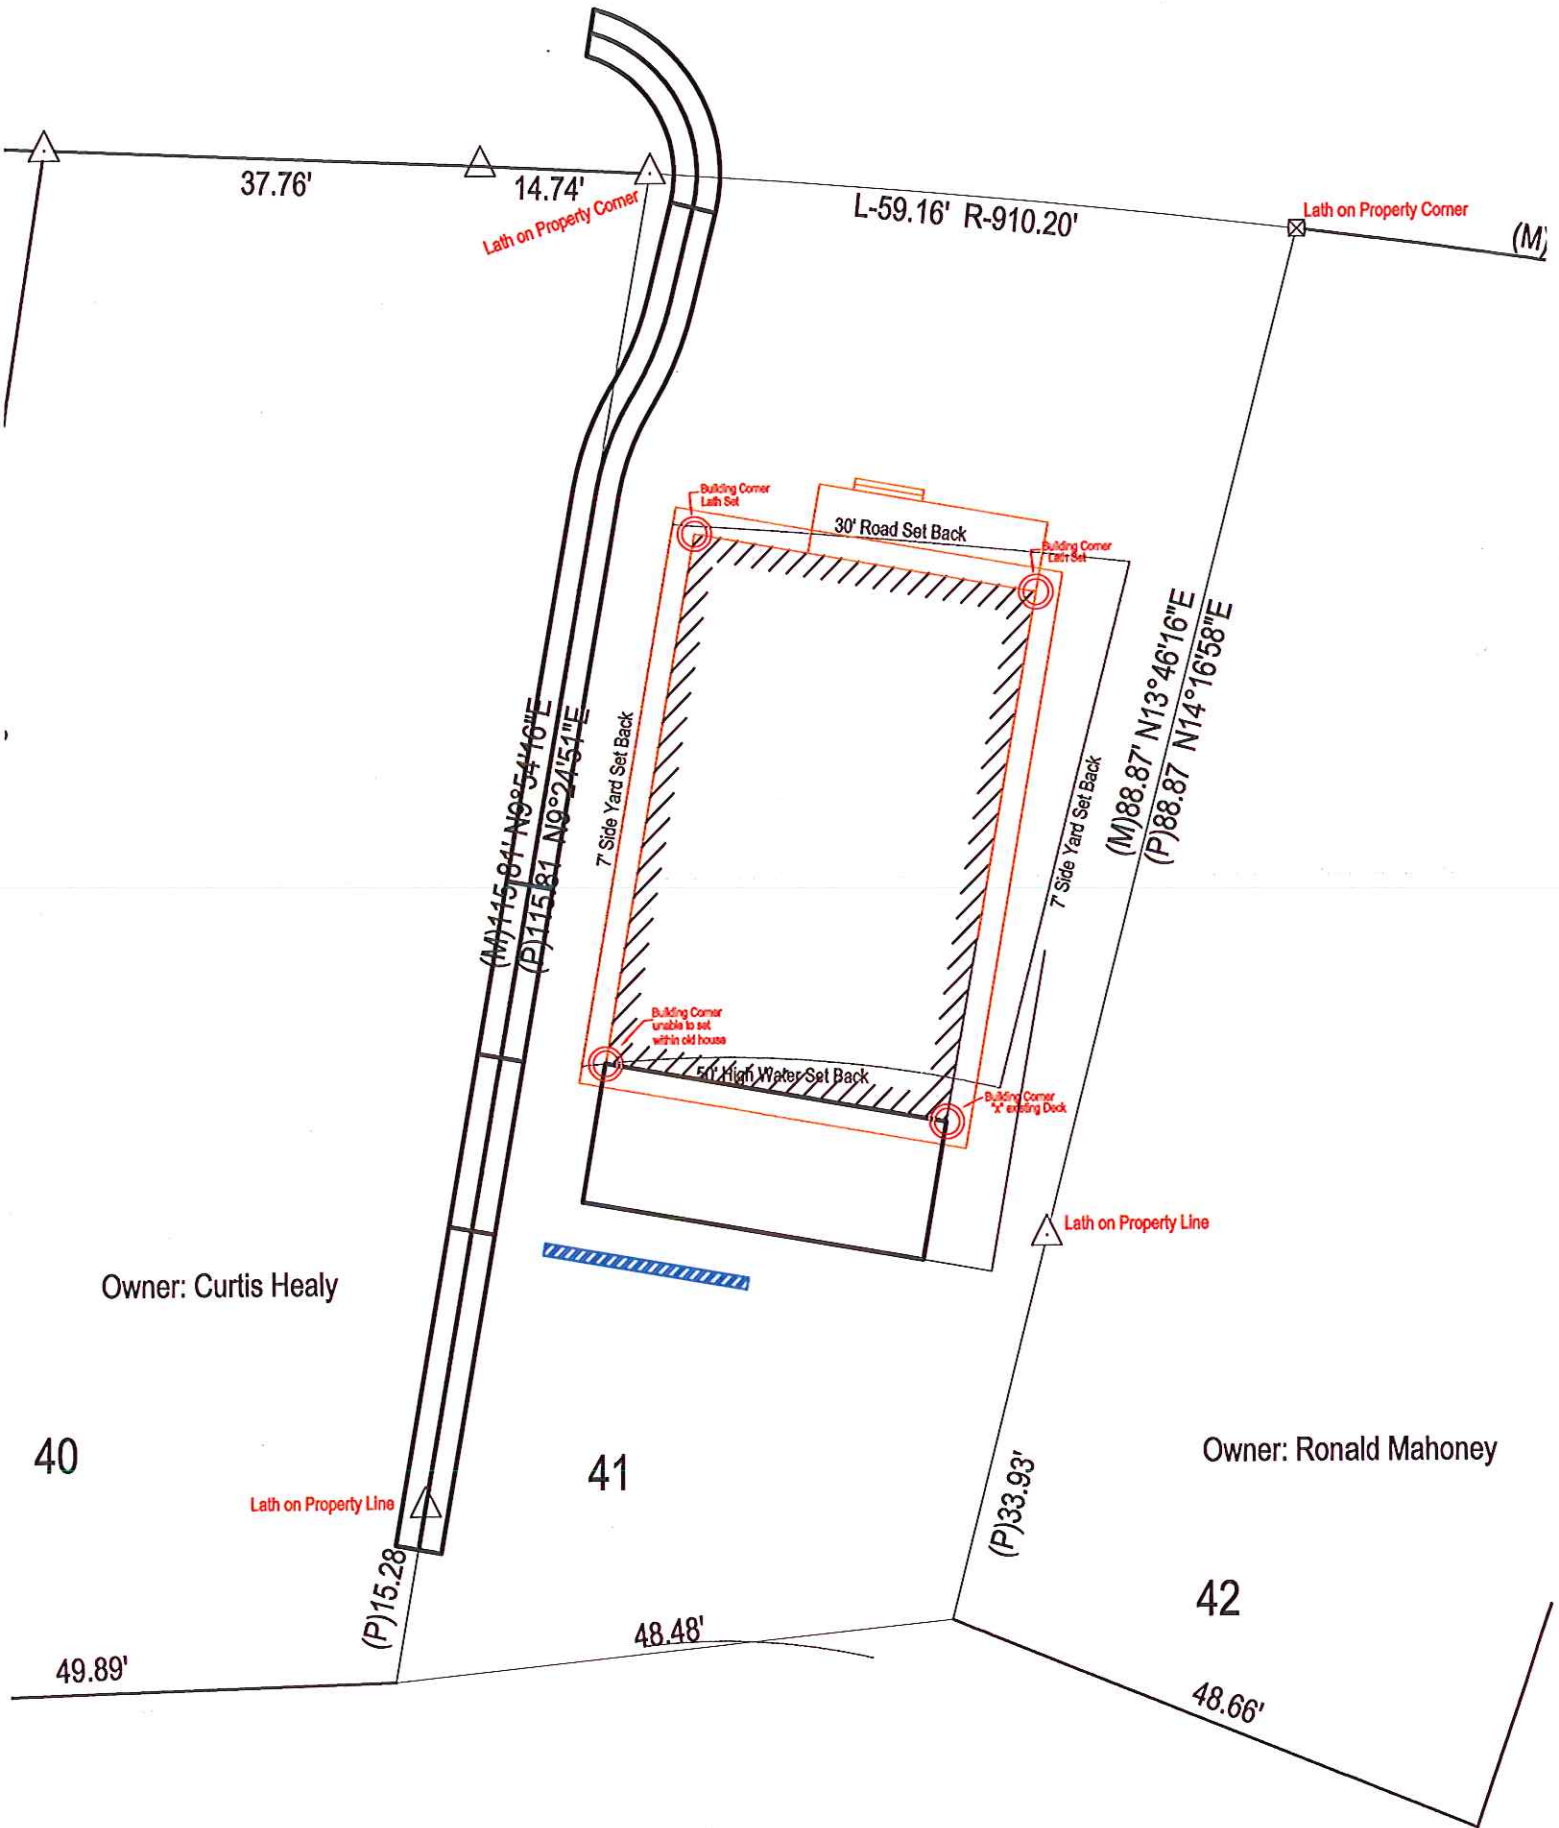 37.76'
14.74'
Lath on Property Corner
L-59.16' R-910.20'
Lath on Property Corner
(M)
Building Corner
Lath Set
30' Road Set Back
Building Corner
Lath Set
(M)88.87' N13°46'16"E
(P)88.87 N14°16'58"E
7' Side Yard Set Back
(M)115.81' N9°54'16"E
(P)115.81 N9°24'51"E
7' Side Yard Set Back
Building Corner
unable to set
within old house
50' High Water Set Back
Building Corner
"x" existing Deck
Lath on Property Line
Owner: Curtis Healy
Owner: Ronald Mahoney
40
41
Lath on Property Line
(P)33.93'
(P)15.28
42
48.48'
49.89'
48.66'